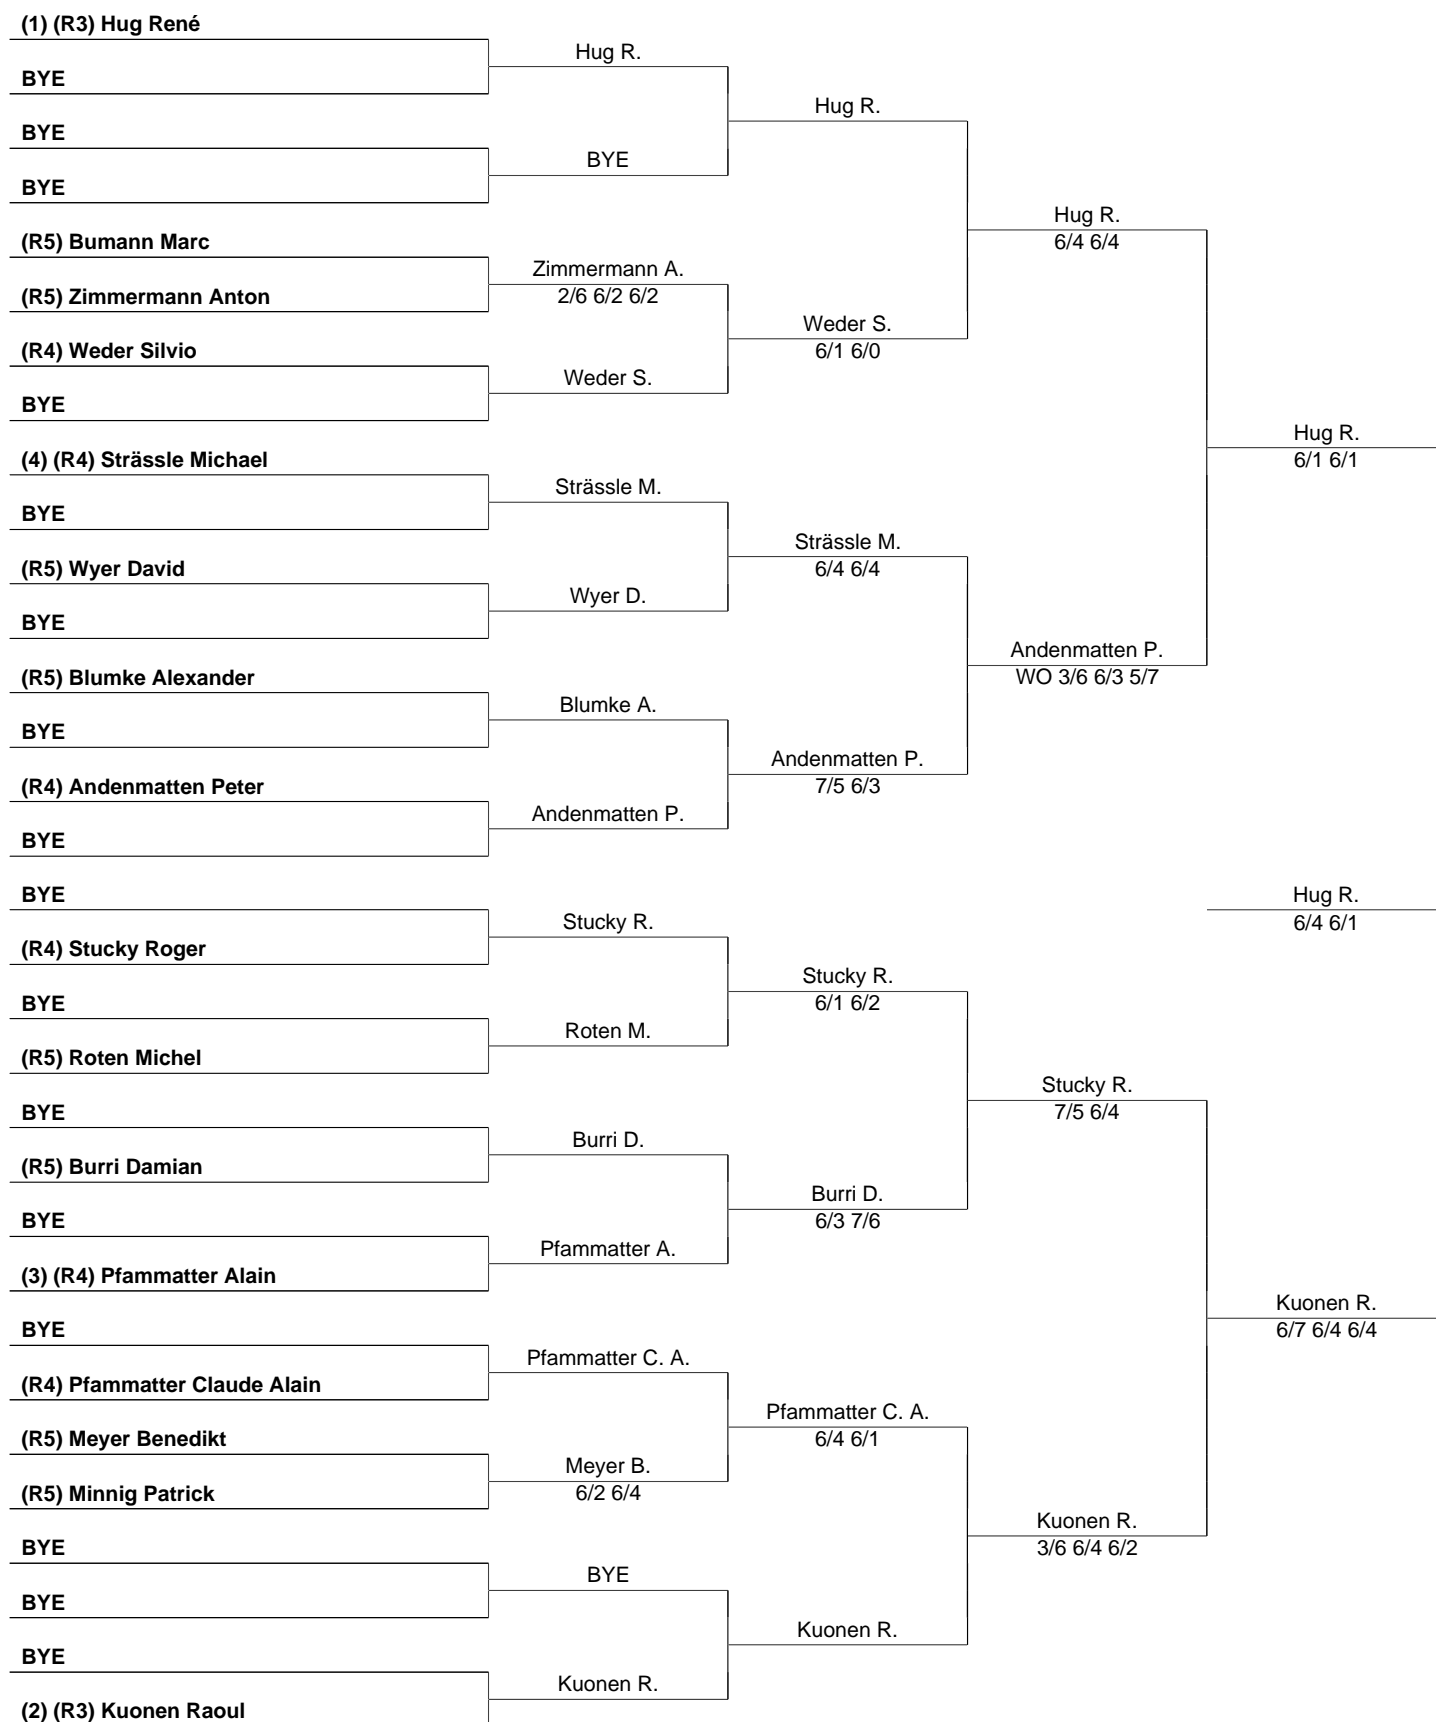 (1) (R3) Hug René
BYE
BYE
BYE
(R5) Bumann Marc
(R5) Zimmermann Anton
(R4) Weder Silvio
BYE
(4) (R4) Strässle Michael
BYE
(R5) Wyer David
BYE
(R5) Blumke Alexander
BYE
(R4) Andenmatten Peter
BYE
BYE
(R4) Stucky Roger
BYE
(R5) Roten Michel
BYE
(R5) Burri Damian
BYE
(3) (R4) Pfammatter Alain
BYE
(R4) Pfammatter Claude Alain
(R5) Meyer Benedikt
(R5) Minnig Patrick
BYE
BYE
BYE
(2) (R3) Kuonen Raoul
Hug R.
BYE
Zimmermann A.
2/6 6/2 6/2
Weder S.
Strässle M.
Wyer D.
Blumke A.
Andenmatten P.
Stucky R.
Roten M.
Burri D.
Pfammatter A.
Pfammatter C. A.
Meyer B.
6/2 6/4
BYE
Kuonen R.
Hug R.
Weder S.
6/1 6/0
Strässle M.
6/4 6/4
Andenmatten P.
7/5 6/3
Stucky R.
6/1 6/2
Burri D.
6/3 7/6
Pfammatter C. A.
6/4 6/1
Kuonen R.
Hug R.
6/4 6/4
Andenmatten P.
WO 3/6 6/3 5/7
Stucky R.
7/5 6/4
Kuonen R.
3/6 6/4 6/2
Hug R.
6/1 6/1
Hug R.
6/4 6/1
Kuonen R.
6/7 6/4 6/4